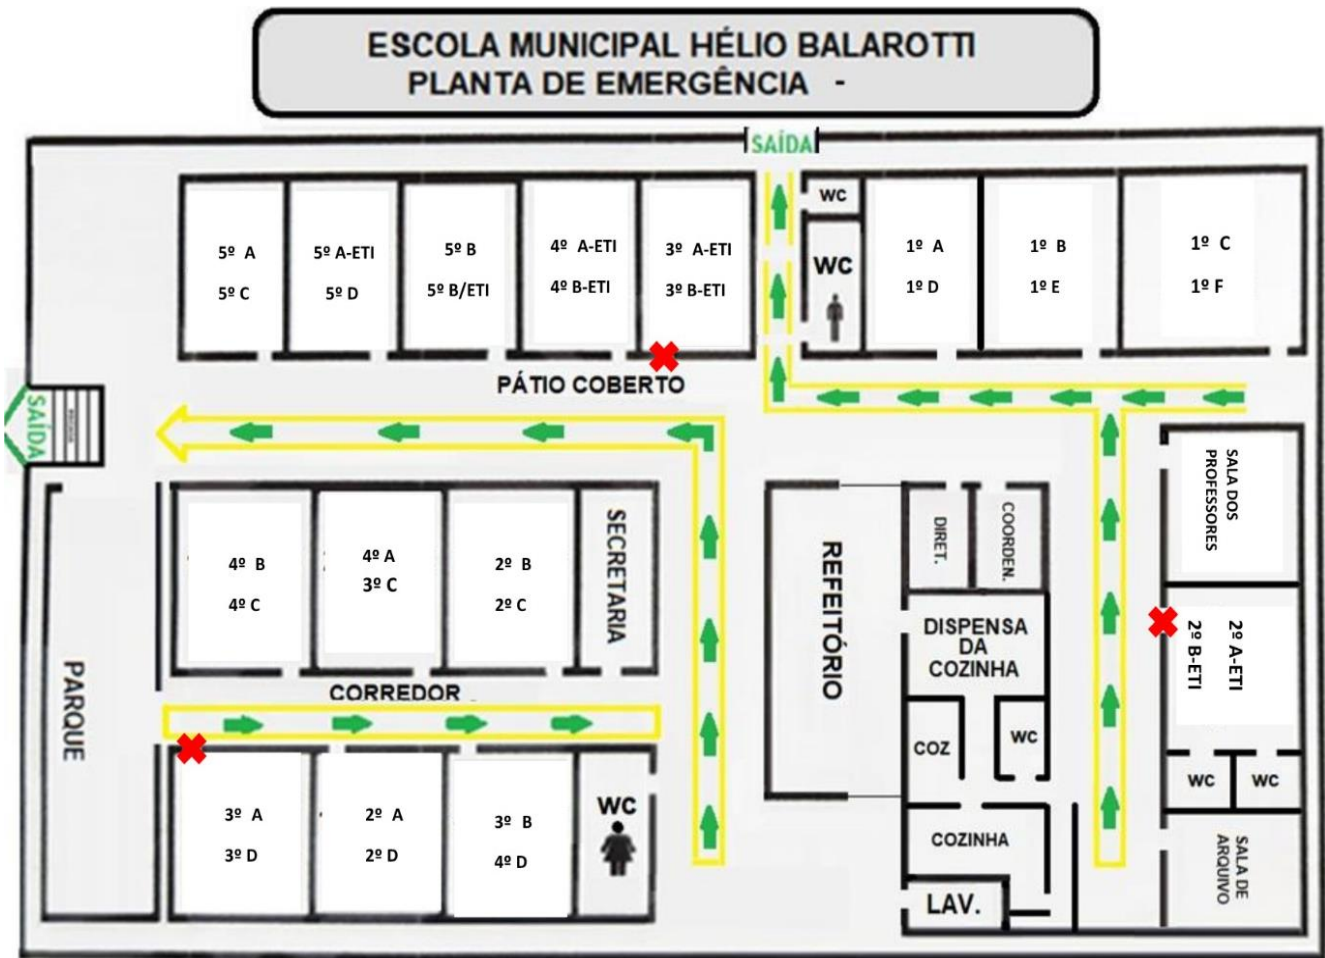 ESCOLA MUNICIPAL HÉLIO BALAROTTI
PLANTA DE EMERGÊNCIA -
SAÍDA
5º A
5º C
5º A-ETI
5º D
5º B
5º B/ETI
4º A-ETI
4º B-ETI
3º A-ETI
3º B-ETI
WC
WC
1º A
1º D
1º B
1º E
1º C
1º F
PÁTIO COBERTO
SAÍDA
4º B
4º C
4º A
3º C
2º B
2º C
SECRETARIA
REFEITÓRIO
DIRET.
COORDEN.
SALA DOS
PROFESSORES
DISPENSA
DA
COZINHA
2º A-ETI
2º B-ETI
PARQUE
CORREDOR
COZ
WC
WC
WC
3º A
3º D
2º A
2º D
3º B
4º D
WC
COZINHA
SALA DE
ARQUIVO
LAV.